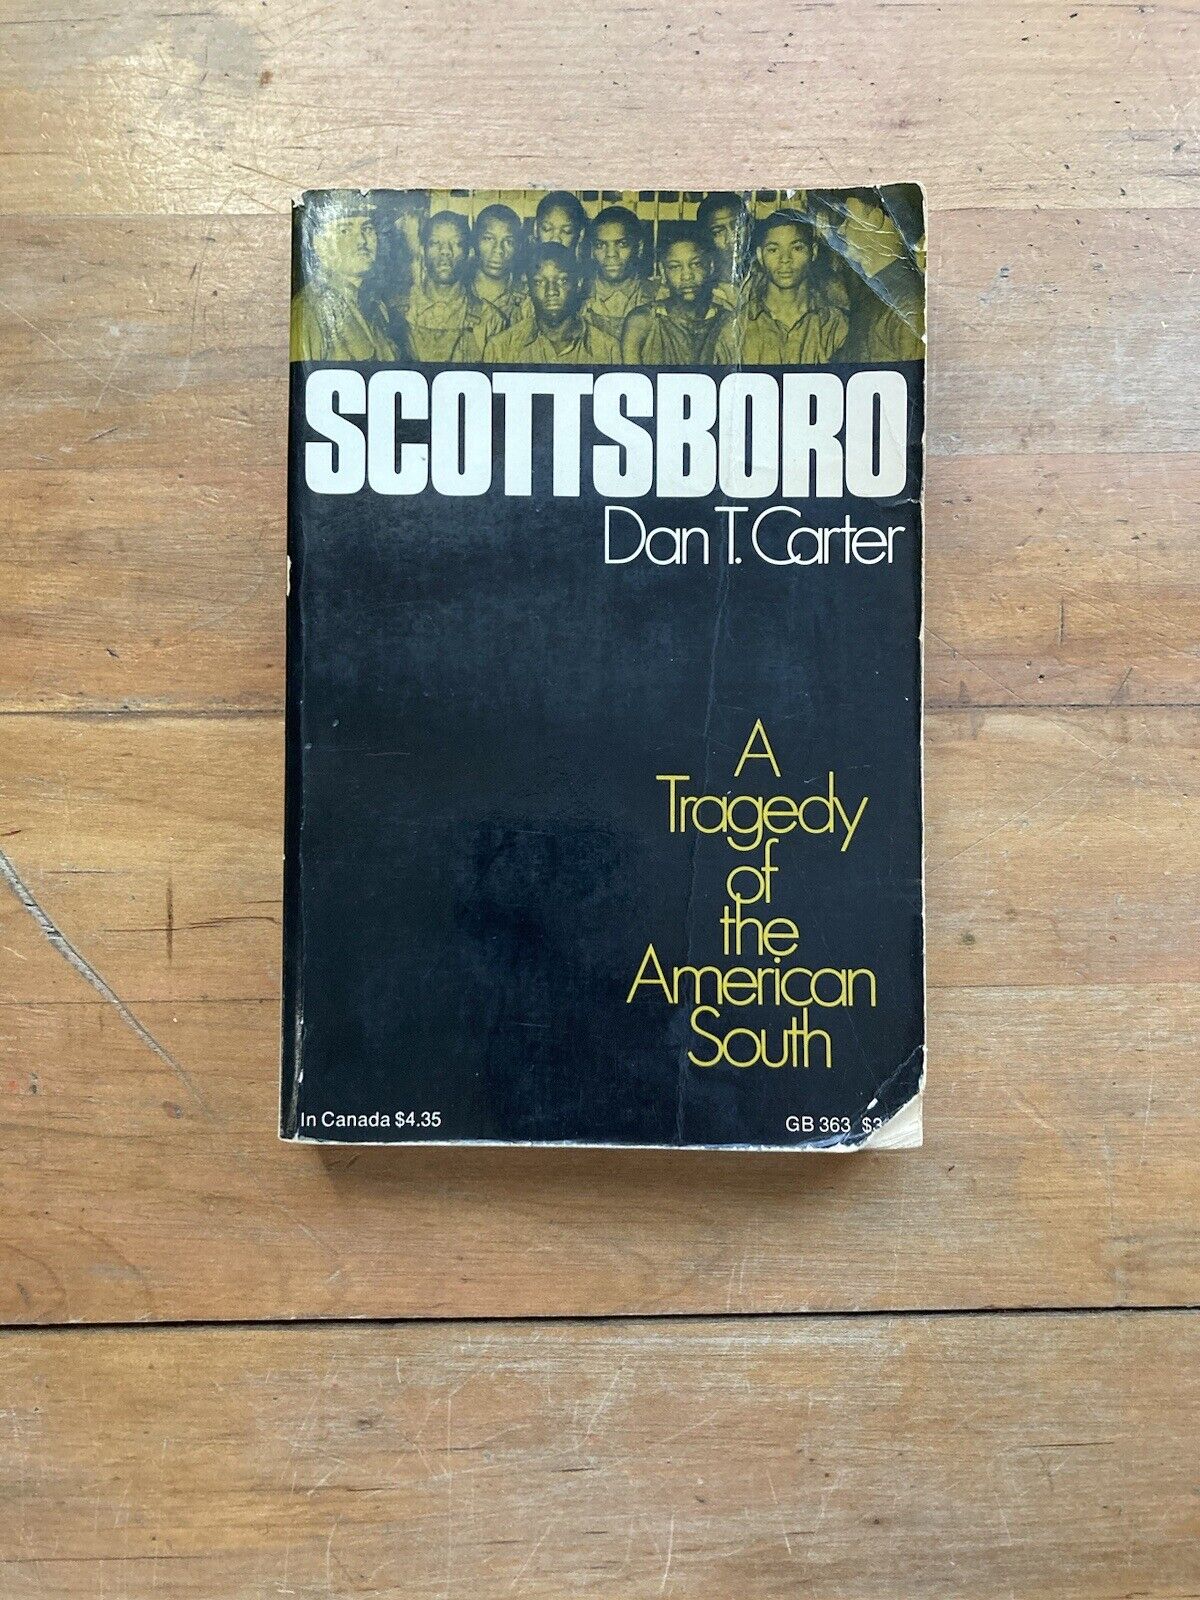 SCOTTSBORO
Dan T. Carter
A
Tragedy
of
the
American
South
In Canada $4.35
GB 363